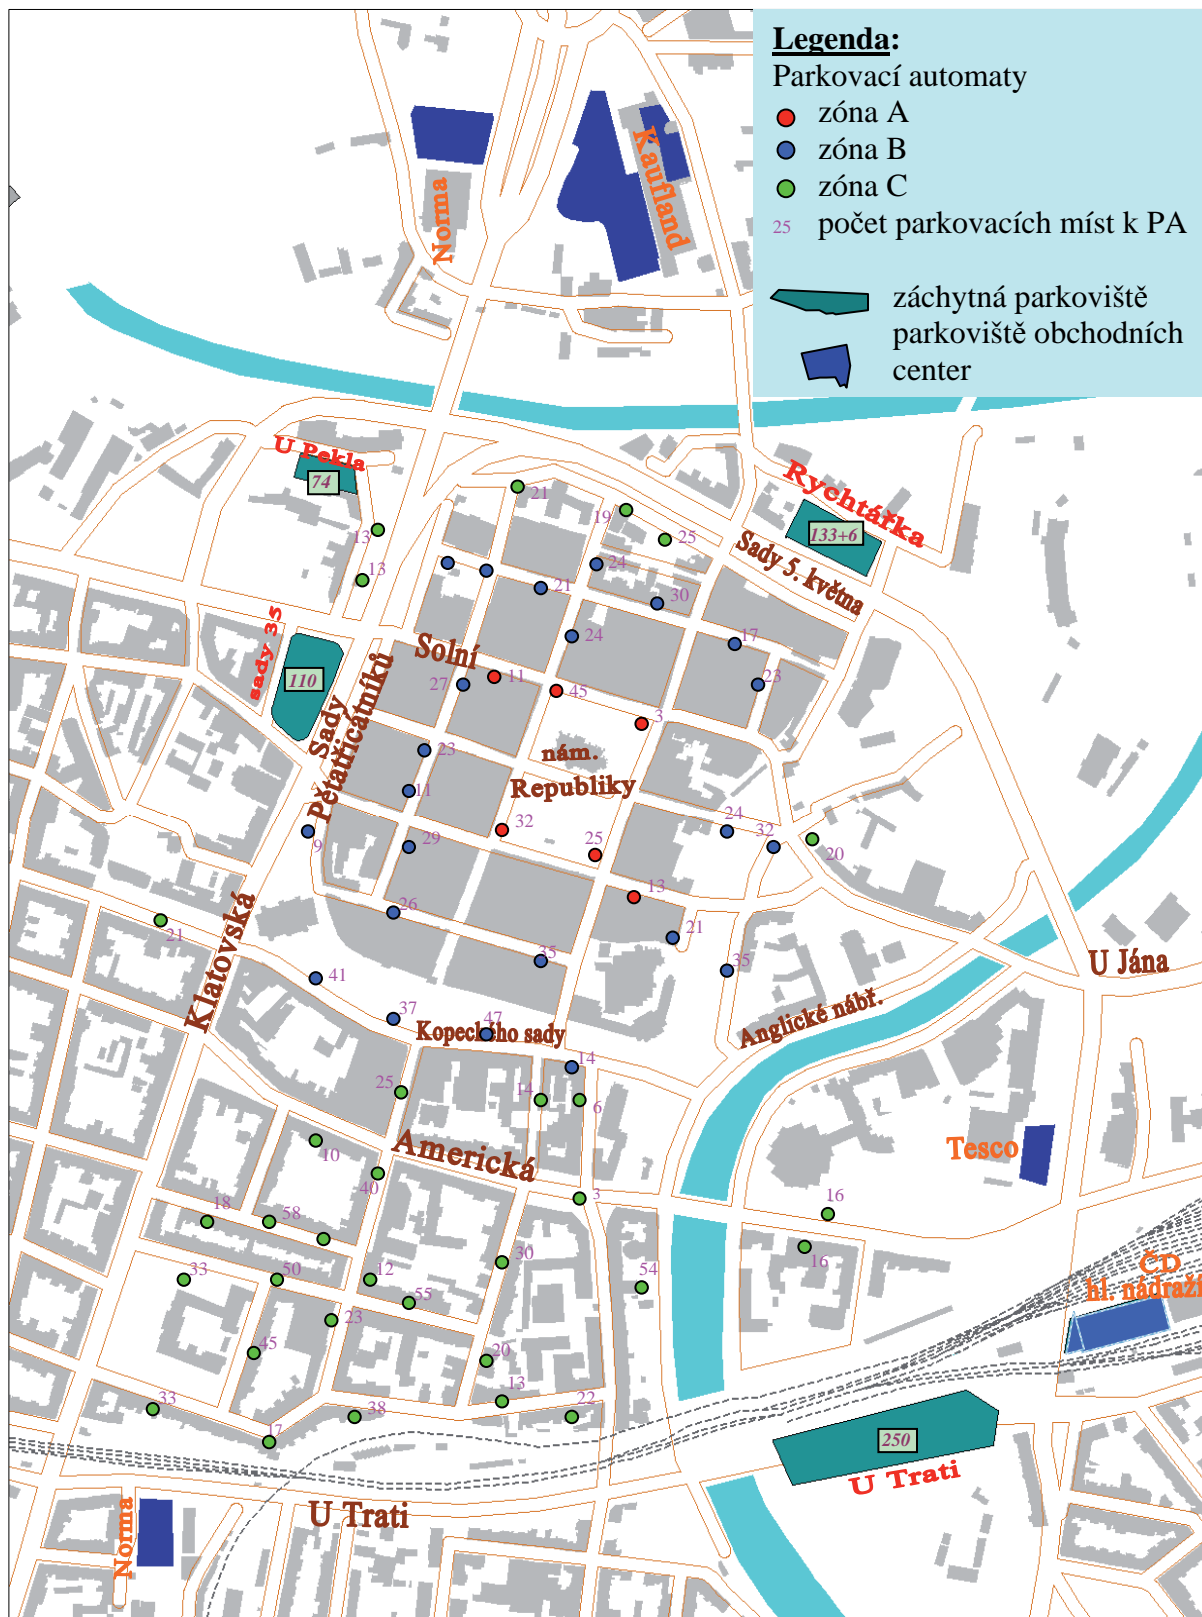 Legenda:
Parkovací automaty
zóna A
zóna B
zóna C
25 počet parkovacích míst k PA
záchytná parkoviště
parkoviště obchodních
center
Norma
Kaufland
U Pekla
74
Rychtářka
133+6
Sady 5. května
21
19
25
13
13
24
21
30
24
17
23
sady 35
110
Solní
Sady
Pětatřicátníků
27
11
45
3
nám.
Republiky
23
11
9
29
32
25
24
32
20
13
26
21
35
35
21
Klatovská
41
37
47
Kopeckého sady
Anglické nábř.
U Jána
14
25
14
6
Americká
10
40
Tesco
3
16
18
58
16
30
33
50
12
55
54
ČD
hl. nádraží
23
45
20
13
33
38
22
17
250
U Trati
U Trati
Norma